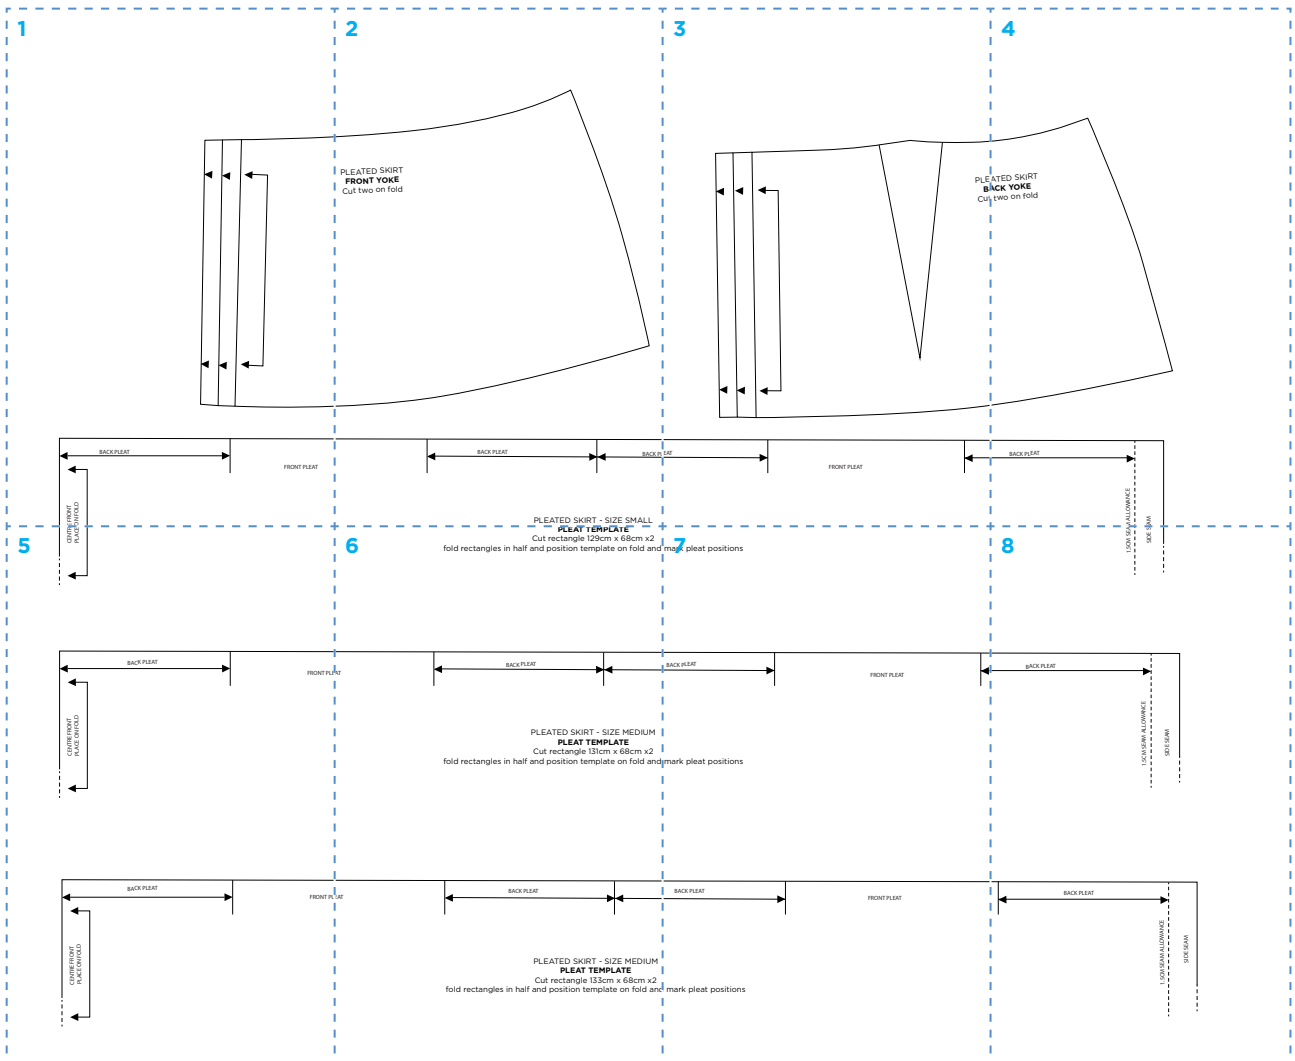 1
2
3
4
PLEATED SKIRT
FRONT YOKE
Cut two on fold
PLEATED SKIRT
BACK YOKE
Cut two on fold
BACK PLEAT
FRONT PLEAT
BACK PLEAT
BACK PLEAT
FRONT PLEAT
BACK PLEAT
CENTRE FRONT
PLACE ON FOLD
1.5CM SEAM ALLOWANCE
SIDE SEAM
PLEATED SKIRT - SIZE SMALL
PLEAT TEMPLATE
Cut rectangle 129cm x 68cm x2
fold rectangles in half and position template on fold and mark pleat positions
5
6
7
8
BACK PLEAT
FRONT PLEAT
BACK PLEAT
BACK PLEAT
FRONT PLEAT
BACK PLEAT
CENTRE FRONT
PLACE ON FOLD
1.5CM SEAM ALLOWANCE
SIDE SEAM
PLEATED SKIRT - SIZE MEDIUM
PLEAT TEMPLATE
Cut rectangle 131cm x 68cm x2
fold rectangles in half and position template on fold and mark pleat positions
BACK PLEAT
FRONT PLEAT
BACK PLEAT
BACK PLEAT
FRONT PLEAT
BACK PLEAT
CENTRE FRONT
PLACE ON FOLD
1.5CM SEAM ALLOWANCE
SIDE SEAM
PLEATED SKIRT - SIZE MEDIUM
PLEAT TEMPLATE
Cut rectangle 133cm x 68cm x2
fold rectangles in half and position template on fold and mark pleat positions